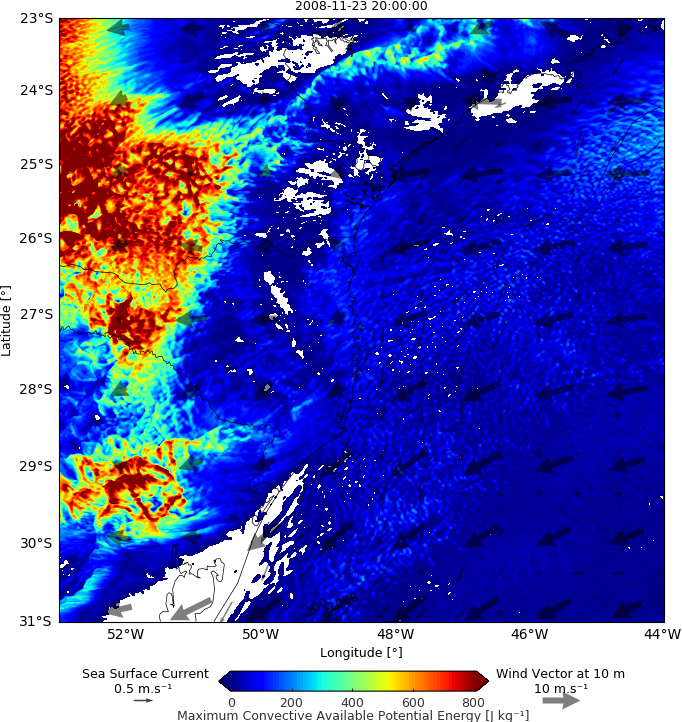 2008-11-23 20:00:00
23°S
24°S
25°S
26°S
27°S
28°S
29°S
30°S
31°S
Latitude [°]
52°W 50°W 48°W 46°W 44°W
Longitude [°]
Sea Surface Current
0.5 m.s⁻¹
Wind Vector at 10 m
10 m.s⁻¹
0 200 400 600 800
Maximum Convective Available Potential Energy [J kg⁻¹]